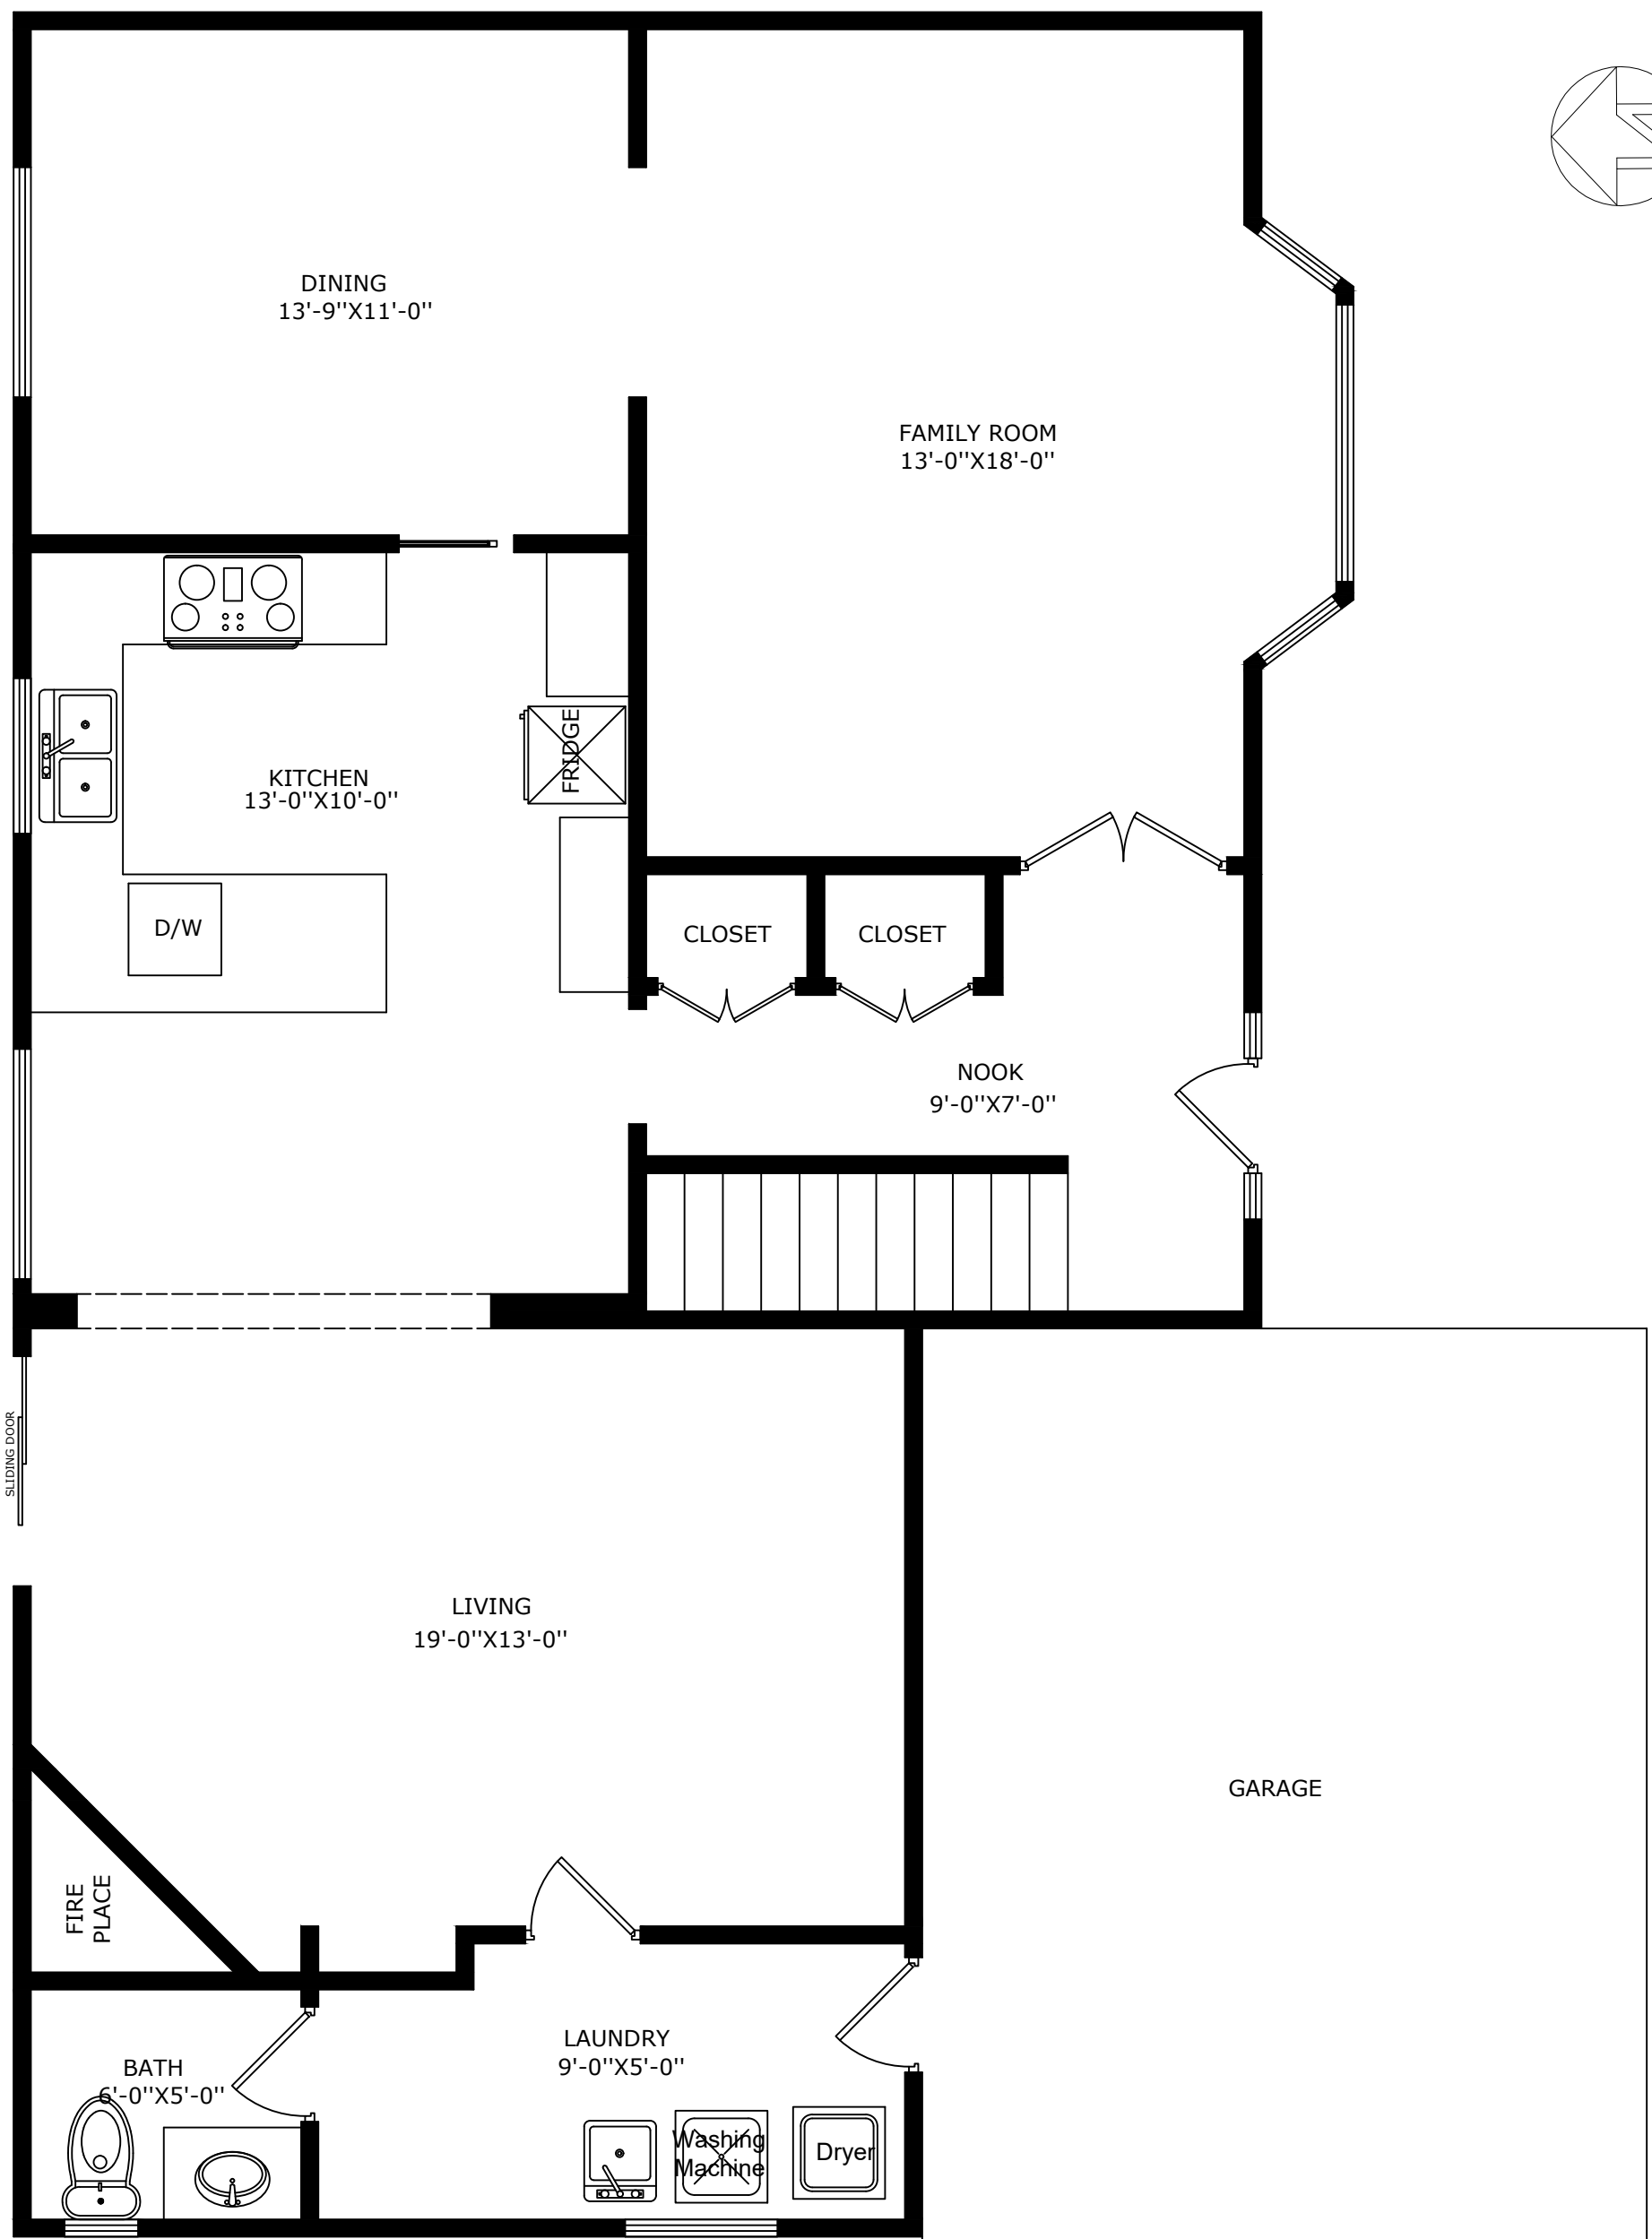 DINING
13'-9''X11'-0''
FAMILY ROOM
13'-0''X18'-0''
FRIDGE
KITCHEN
13'-0''X10'-0''
D/W
CLOSET
CLOSET
NOOK
9'-0''X7'-0''
SLIDING DOOR
LIVING
19'-0''X13'-0''
GARAGE
FIRE
PLACE
LAUNDRY
9'-0''X5'-0''
BATH
6'-0''X5'-0''
Washing
Machine
Dryer